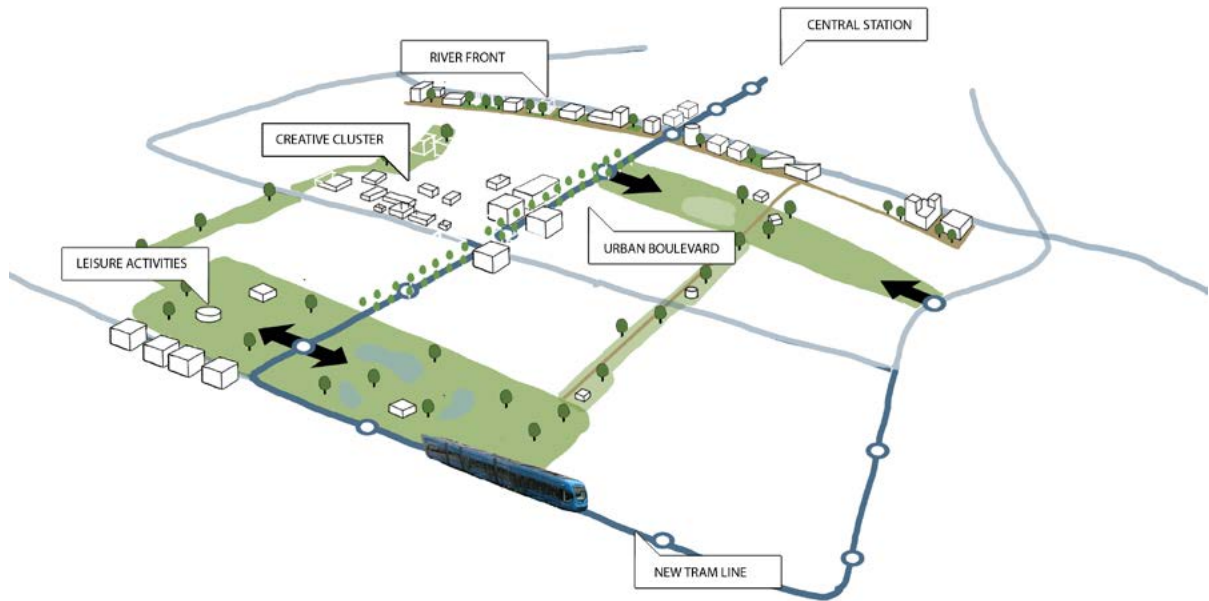 CENTRAL STATION
RIVER FRONT
CREATIVE CLUSTER
URBAN BOULEVARD
LEISURE ACTIVITIES
NEW TRAM LINE